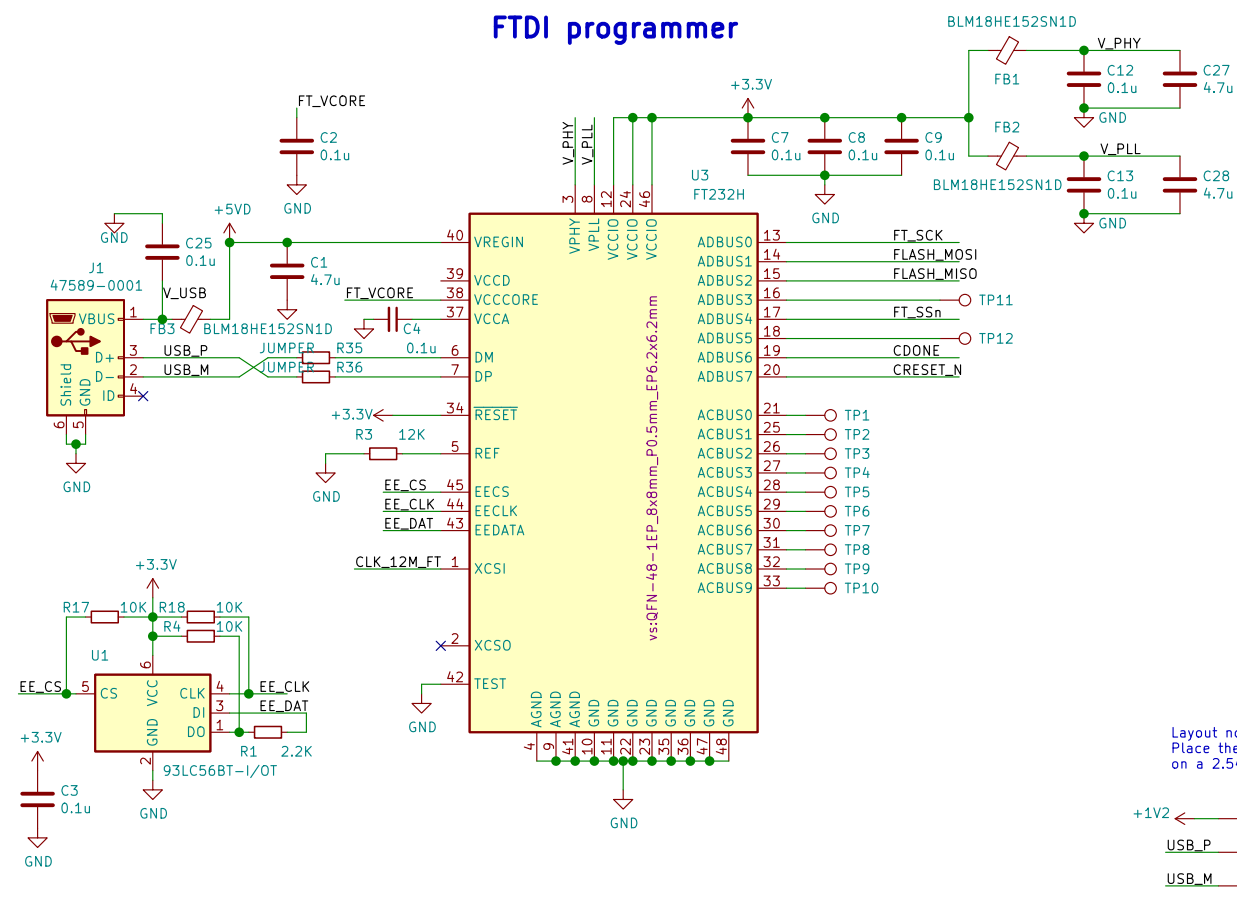 FTDI programmer
BLM18HE152SN1D
V_PHY
FB1
C12
0.1u
C27
4.7u
GND
+3.3V
FT_VCORE
C2
0.1u
GND
V_PHY
V_PLL
C7
0.1u
C8
0.1u
C9
0.1u
GND
FB2
V_PLL
BLM18HE152SN1D
C13
0.1u
C28
4.7u
GND
U3
FT232H
3
8
12
24
46
VPHY
VPLL
VCCIO
VCCIO
VCCIO
+5VD
GND
C25
0.1u
C1
4.7u
GND
J1
47589-0001
V_USB
FB3
BLM18HE152SN1D
VBUS 1
D+ 3
D- 2
ID 4
Shield
GND
6
5
GND
USB_P
USB_M
JUMPER R35
JUMPER R36
FT_VCORE
C4
0.1u
GND
40 VREGIN
39 VCCD
38 VCCCORE
37 VCCA
6 DM
7 DP
+3.3V
34 RESET
R3 12K
5 REF
GND
EE_CS 45 EECS
EE_CLK 44 EECLK
EE_DAT 43 EEDATA
CLK_12M_FT 1 XCSI
2 XCSO
42 TEST
GND
vs:QFN-48-1EP_8x8mm_P0.5mm_EP6.2x6.2mm
ADBUS0 13 FT_SCK
ADBUS1 14 FLASH_MOSI
ADBUS2 15 FLASH_MISO
ADBUS3 16 TP11
ADBUS4 17 FT_SSn
ADBUS5 18 TP12
ADBUS6 19 CDONE
ADBUS7 20 CRESET_N
ACBUS0 21 TP1
ACBUS1 25 TP2
ACBUS2 26 TP3
ACBUS3 27 TP4
ACBUS4 28 TP5
ACBUS5 29 TP6
ACBUS6 30 TP7
ACBUS7 31 TP8
ACBUS8 32 TP9
ACBUS9 33 TP10
AGND
AGND
AGND
GND
GND
GND
GND
GND
GND
GND
GND
4
9
41
10
11
22
23
35
36
47
48
GND
+3.3V
R17 10K
R18 10K
R4 10K
U1
6
EE_CS 5 CS
VCC
GND
CLK 4 EE_CLK
DI 3 EE_DAT
DO 1
R1 2.2K
2
93LC56BT-I/OT
GND
+3.3V
C3
0.1u
GND
Layout
Place
on a
+1V2
USB_P
USB_M